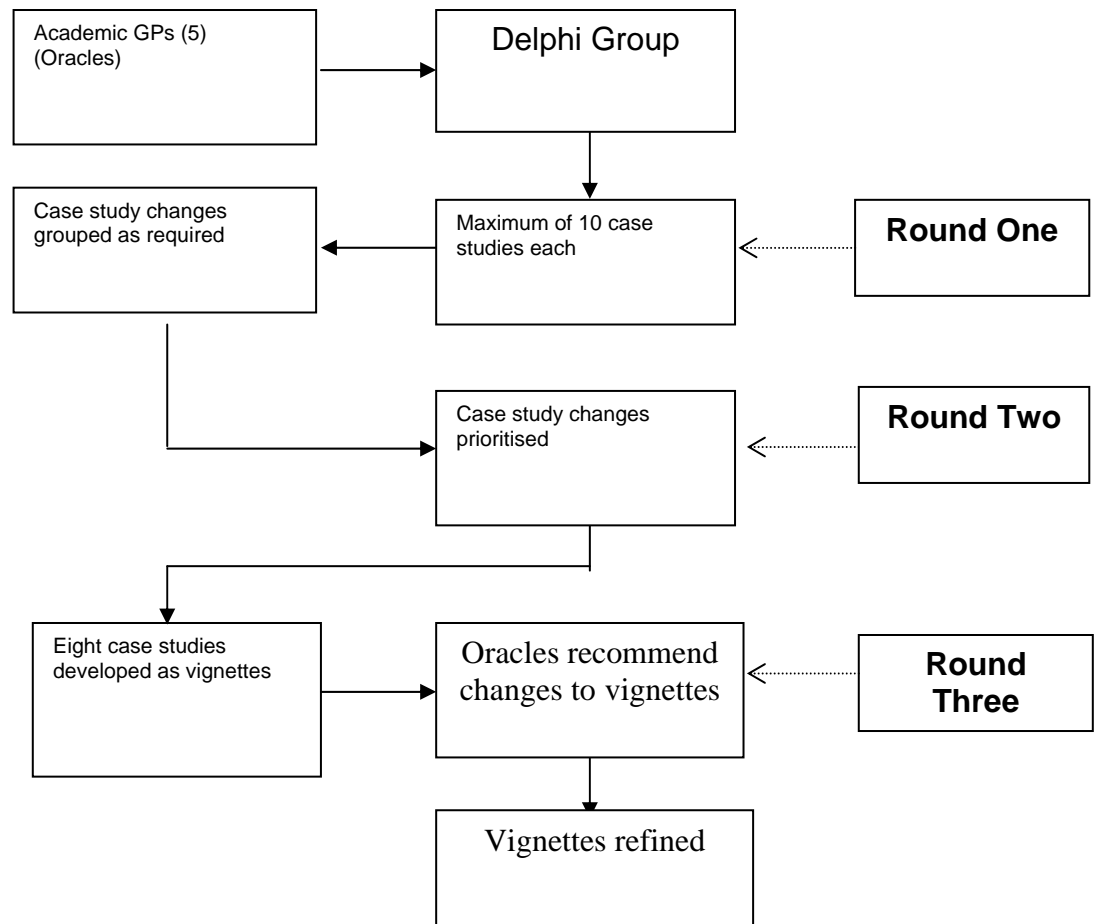 Academic GPs (5)
(Oracles)
Delphi Group
Case study changes
grouped as required
Maximum of 10 case
studies each
Round One
Case study changes
prioritised
Round Two
Eight case studies
developed as vignettes
Oracles recommend
changes to vignettes
Round
Three
Vignettes refined